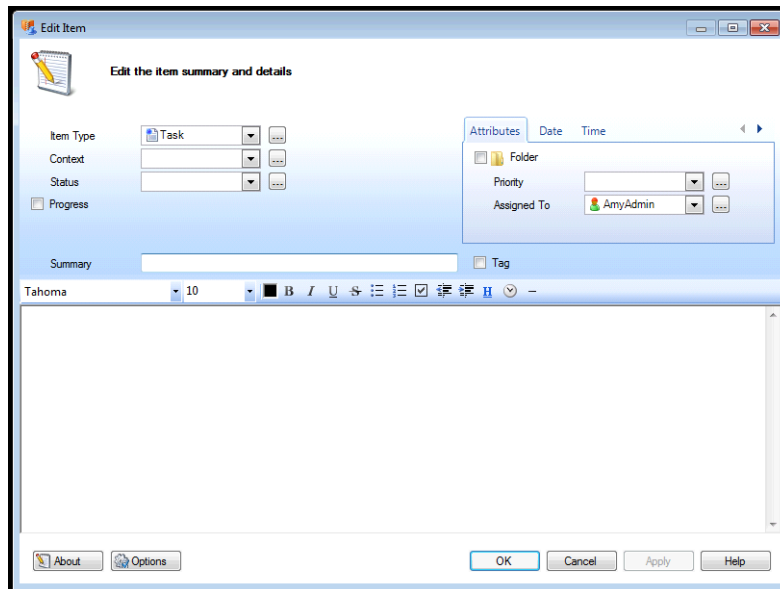 Edit Item
Edit the item summary and details
Item Type Task ...
Context ...
Status ...
Progress
Attributes Date Time
Folder
Priority ...
Assigned To AmyAdmin ...
Summary
Tag
Tahoma 10 B I U S H
About Options OK Cancel Apply Help